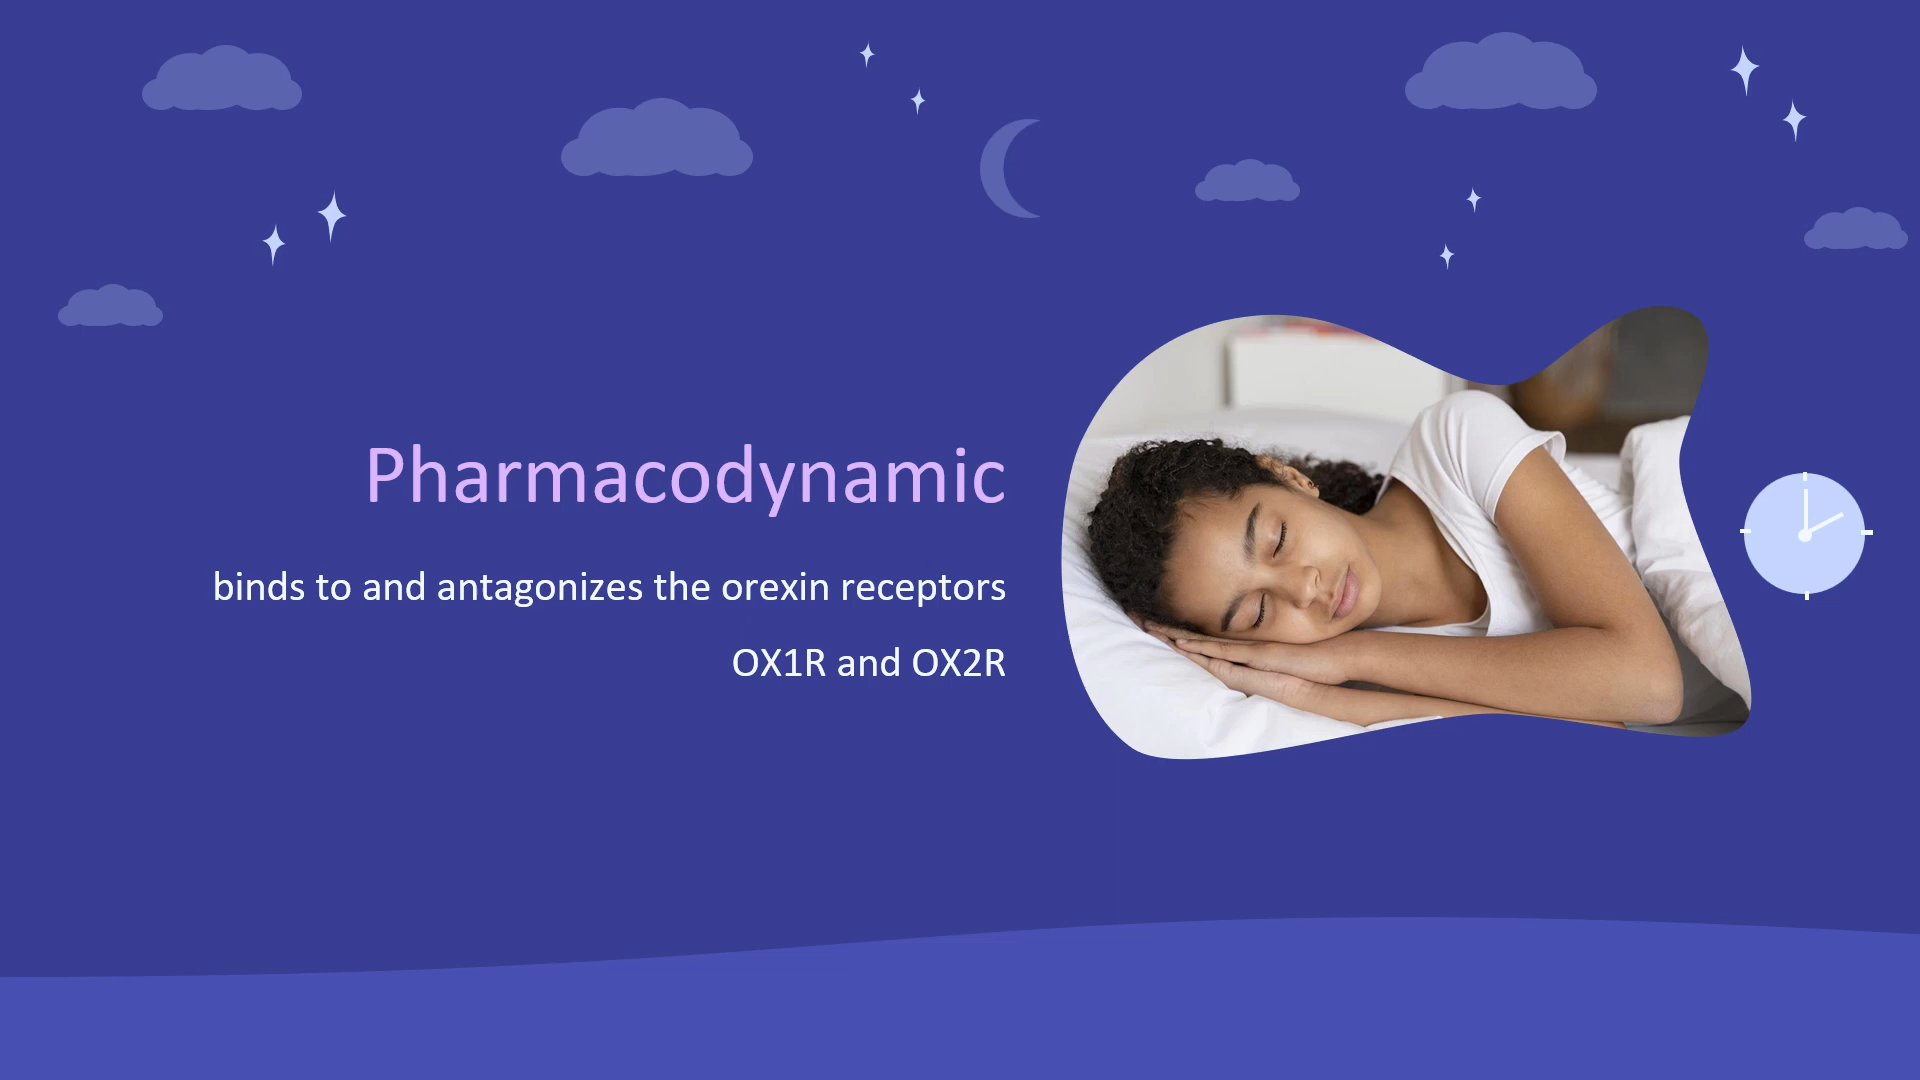 Pharmacodynamic
binds to and antagonizes the orexin receptors
OX1R and OX2R